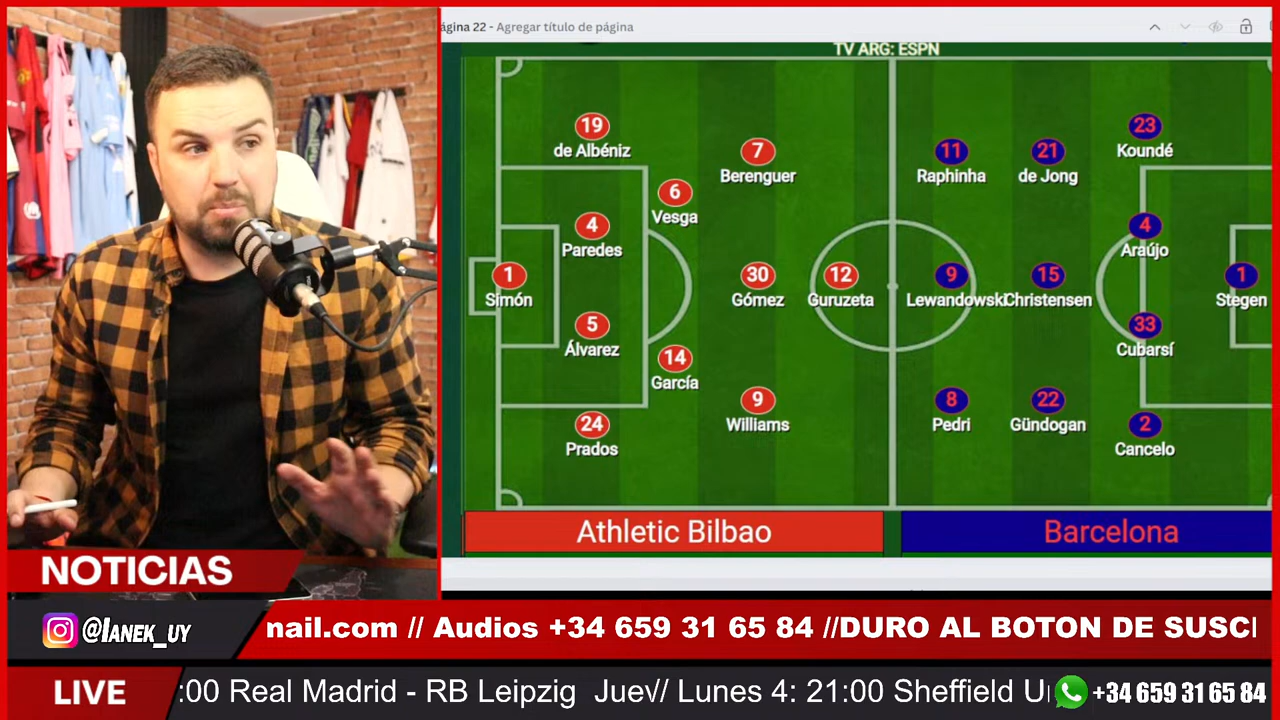 ágina 22 - Agregar título de página
TV ARG: ESPN
19
de Albéniz
7
Berenguer
11
Raphinha
21
de Jong
23
Koundé
6
Vesga
4
Paredes
4
Araújo
1
Simón
30
Gómez
12
Guruzeta
9
Lewandowski
15
Christensen
1
Stegen
5
Álvarez
33
Cubarsí
14
García
9
Williams
8
Pedri
22
Gündogan
24
Prados
2
Cancelo
Athletic Bilbao
Barcelona
NOTICIAS
@IANEK_UY
nail.com // Audios +34 659 31 65 84 //DURO AL BOTON DE SUSC
LIVE
:00 Real Madrid - RB Leipzig Juev// Lunes 4: 21:00 Sheffield U
+34 659 31 65 84